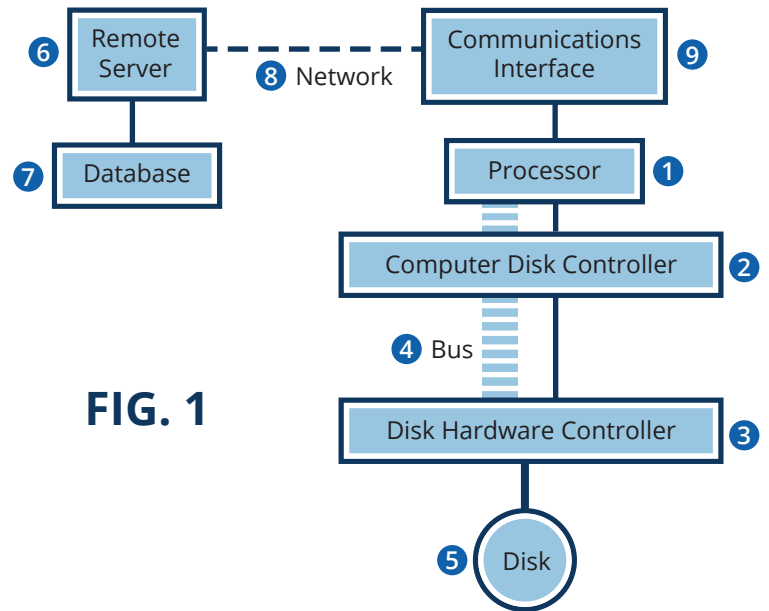 6
Remote
Server
8 Network
Communications
Interface
9
7
Database
Processor
1
Computer Disk Controller
2
4 Bus
FIG. 1
Disk Hardware Controller
3
5
Disk